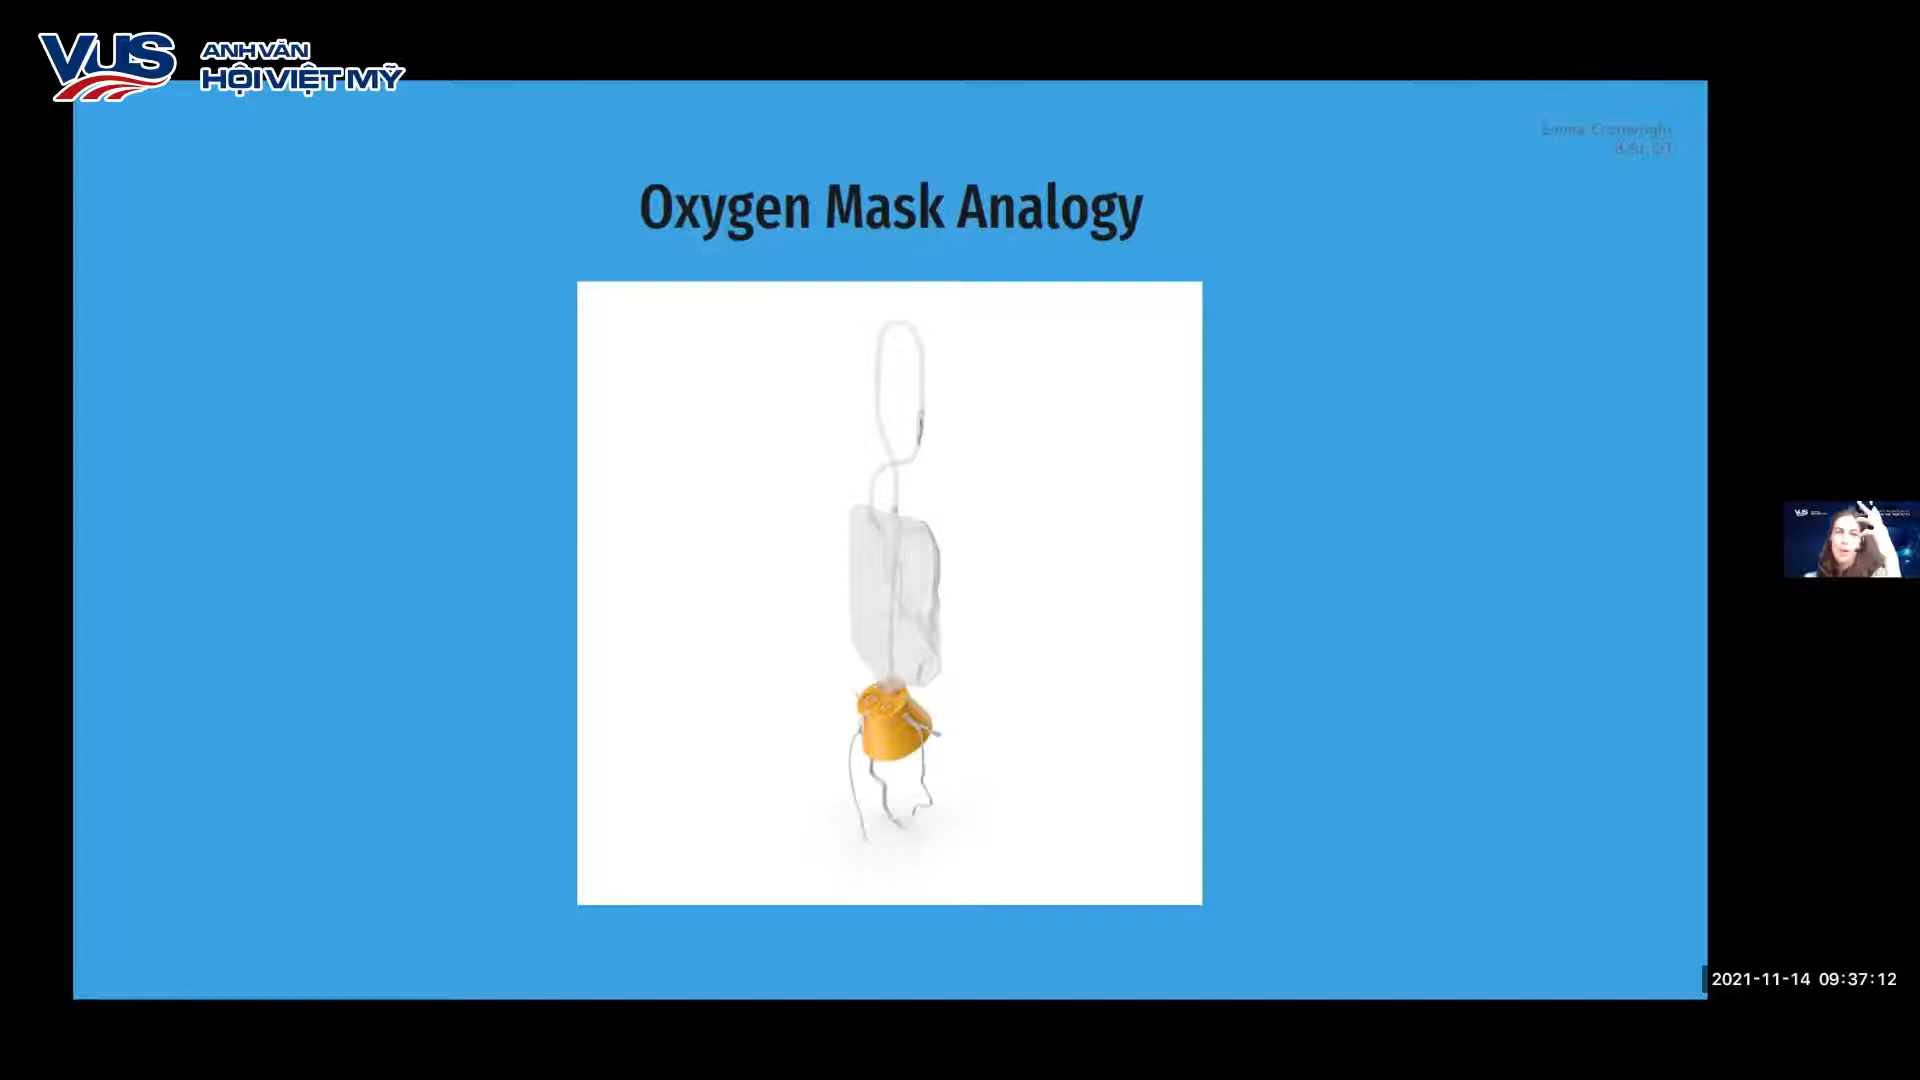 VUS
ANH VĂN
HỘI VIỆT MỸ
Oxygen Mask Analogy
2021-11-14 09:37:12